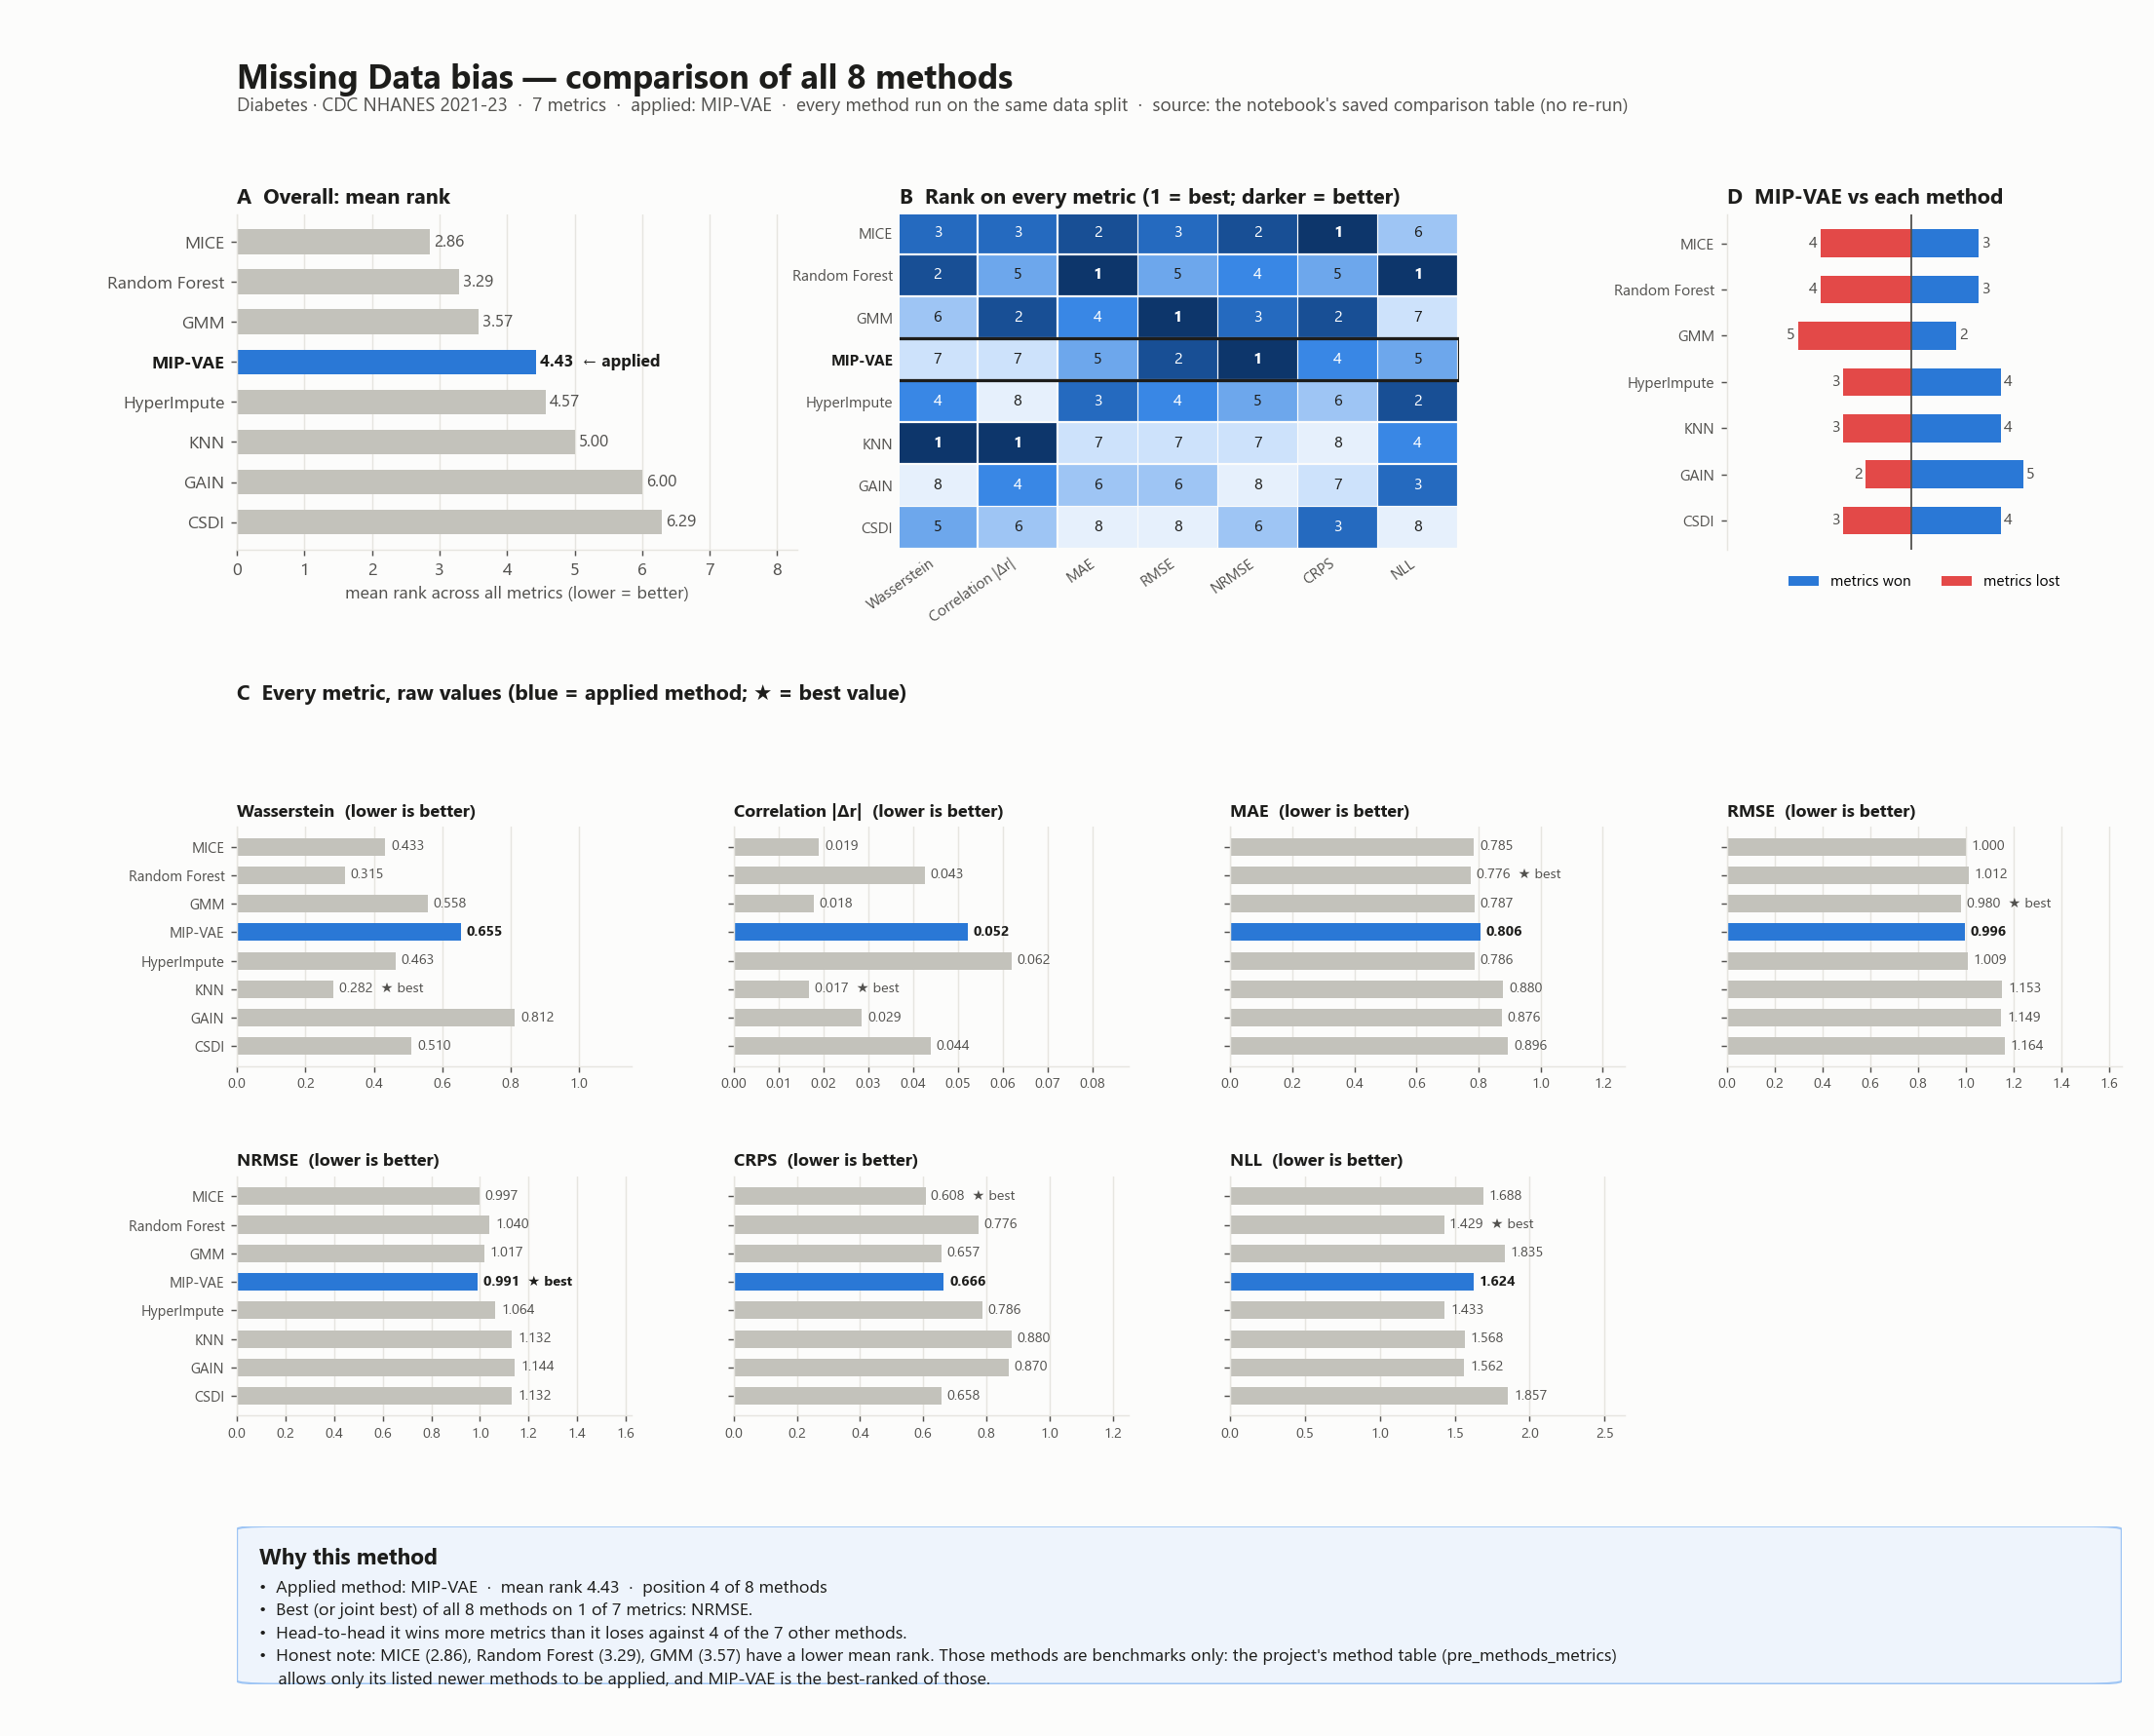 Missing Data bias — comparison of all 8 methods
Diabetes · CDC NHANES 2021-23 · 7 metrics · applied: MIP-VAE · every method run on the same data split · source: the notebook's saved comparison table (no re-run)
A Overall: mean rank
MICE 2.86
Random Forest 3.29
GMM 3.57
MIP-VAE 4.43 ← applied
HyperImpute 4.57
KNN 5.00
GAIN 6.00
CSDI 6.29
0 1 2 3 4 5 6 7 8
mean rank across all metrics (lower = better)
B Rank on every metric (1 = best; darker = better)
MICE 3 3 2 3 2 1 6
Random Forest 2 5 1 5 4 5 1
GMM 6 2 4 1 3 2 7
MIP-VAE 7 7 5 2 1 4 5
HyperImpute 4 8 3 4 5 6 2
KNN 1 1 7 7 7 8 4
GAIN 8 4 6 6 8 7 3
CSDI 5 6 8 8 6 3 8
Wasserstein Correlation |Δr| MAE RMSE NRMSE CRPS NLL
D MIP-VAE vs each method
MICE 4 3
Random Forest 4 3
GMM 5 2
HyperImpute 3 4
KNN 3 4
GAIN 2 5
CSDI 3 4
metrics won metrics lost
C Every metric, raw values (blue = applied method; ★ = best value)
Wasserstein (lower is better)
MICE 0.433
Random Forest 0.315
GMM 0.558
MIP-VAE 0.655
HyperImpute 0.463
KNN 0.282 ★ best
GAIN 0.812
CSDI 0.510
0.0 0.2 0.4 0.6 0.8 1.0
Correlation |Δr| (lower is better)
0.019
0.043
0.018
0.052
0.062
0.017 ★ best
0.029
0.044
0.00 0.01 0.02 0.03 0.04 0.05 0.06 0.07 0.08
MAE (lower is better)
0.785
0.776 ★ best
0.787
0.806
0.786
0.880
0.876
0.896
0.0 0.2 0.4 0.6 0.8 1.0 1.2
RMSE (lower is better)
1.000
1.012
0.980 ★ best
0.996
1.009
1.153
1.149
1.164
0.0 0.2 0.4 0.6 0.8 1.0 1.2 1.4 1.6
NRMSE (lower is better)
MICE 0.997
Random Forest 1.040
GMM 1.017
MIP-VAE 0.991 ★ best
HyperImpute 1.064
KNN 1.132
GAIN 1.144
CSDI 1.132
0.0 0.2 0.4 0.6 0.8 1.0 1.2 1.4 1.6
CRPS (lower is better)
0.608 ★ best
0.776
0.657
0.666
0.786
0.880
0.870
0.658
0.0 0.2 0.4 0.6 0.8 1.0 1.2
NLL (lower is better)
1.688
1.429 ★ best
1.835
1.624
1.433
1.568
1.562
1.857
0.0 0.5 1.0 1.5 2.0 2.5
Why this method
• Applied method: MIP-VAE · mean rank 4.43 · position 4 of 8 methods
• Best (or joint best) of all 8 methods on 1 of 7 metrics: NRMSE.
• Head-to-head it wins more metrics than it loses against 4 of the 7 other methods.
• Honest note: MICE (2.86), Random Forest (3.29), GMM (3.57) have a lower mean rank. Those methods are benchmarks only: the project's method table (pre_methods_metrics)
allows only its listed newer methods to be applied, and MIP-VAE is the best-ranked of those.